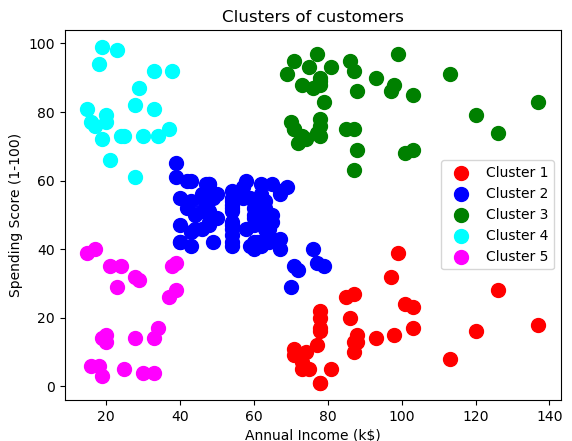 Clusters of customers
Spending Score (1-100)
100
80
60
40
20
0
Cluster 1
Cluster 2
Cluster 3
Cluster 4
Cluster 5
20 40 60 80 100 120 140
Annual Income (k$)